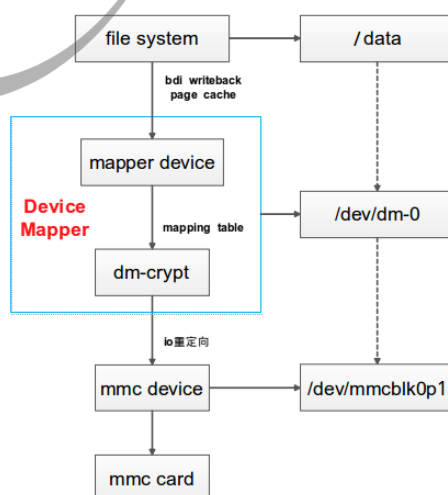 file system
/data
bdi writeback
page cache
mapper device
Device
Mapper
mapping table
/dev/dm-0
dm-crypt
io重定向
mmc device
/dev/mmcblk0p1
mmc card